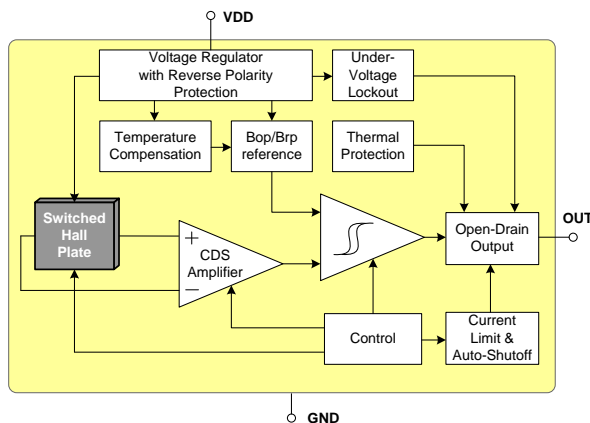 VDD
Voltage Regulator
with Reverse Polarity
Protection
Under-
Voltage
Lockout
Temperature
Compensation
Bop/Brp
reference
Thermal
Protection
Switched
Hall
Plate
+
CDS
Amplifier
−
Open-Drain
Output
OUT
Control
Current
Limit &
Auto-Shutoff
GND